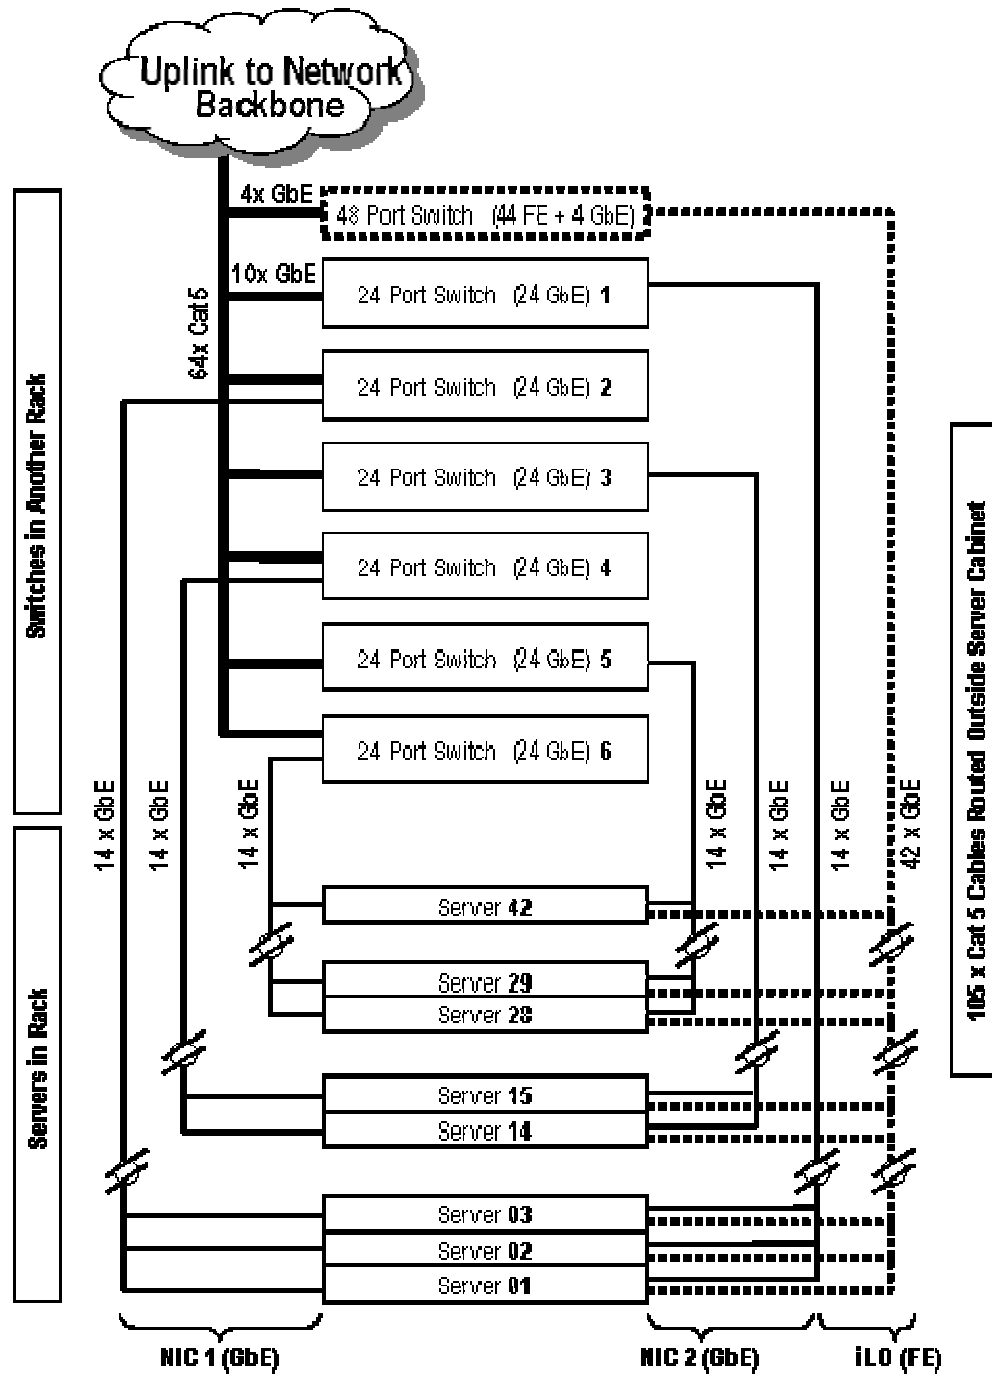 Uplink to Network
Backbone
4x GbE
48 Port Switch (44 FE + 4 GbE)
10x GbE
24 Port Switch (24 GbE) 1
64x Cat 5
24 Port Switch (24 GbE) 2
24 Port Switch (24 GbE) 3
24 Port Switch (24 GbE) 4
24 Port Switch (24 GbE) 5
24 Port Switch (24 GbE) 6
Switches in Another Rack
105 x Cat 5 Cables Routed Outside Server Cabinet
14 x GbE
14 x GbE
14 x GbE
14 x GbE
14 x GbE
14 x GbE
42 x GbE
Servers in Rack
Server 42
Server 29
Server 28
Server 15
Server 14
Server 03
Server 02
Server 01
NIC 1 (GbE)
NIC 2 (GbE)
iLO (FE)